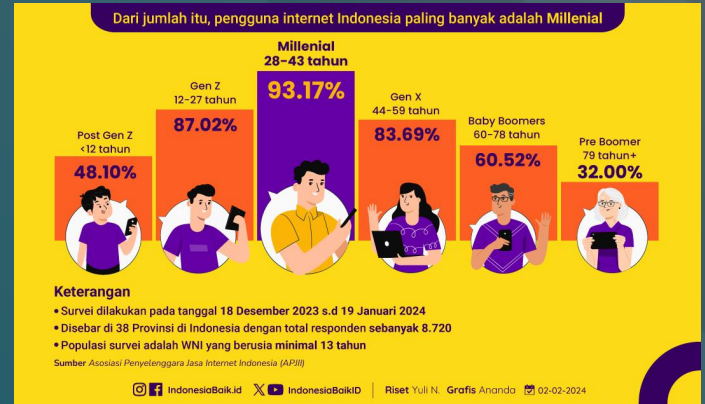 Dari jumlah itu, pengguna internet Indonesia paling banyak adalah Millenial
Millenial
28-43 tahun
93.17%
Gen Z
12-27 tahun
87.02%
Gen X
44-59 tahun
83.69%
Post Gen Z
<12 tahun
48.10%
Baby Boomers
60-78 tahun
60.52%
Pre Boomer
79 tahun+
32.00%
Keterangan
• Survei dilakukan pada tanggal 18 Desember 2023 s.d 19 Januari 2024
• Disebar di 38 Provinsi di Indonesia dengan total responden sebanyak 8.720
• Populasi survei adalah WNI yang berusia minimal 13 tahun
Sumber Asosiasi Penyelenggara Jasa Internet Indonesia (APJII)
IndonesiaBaik.id IndonesiaBaikID | Riset Yuli N. Grafis Ananda 02-02-2024